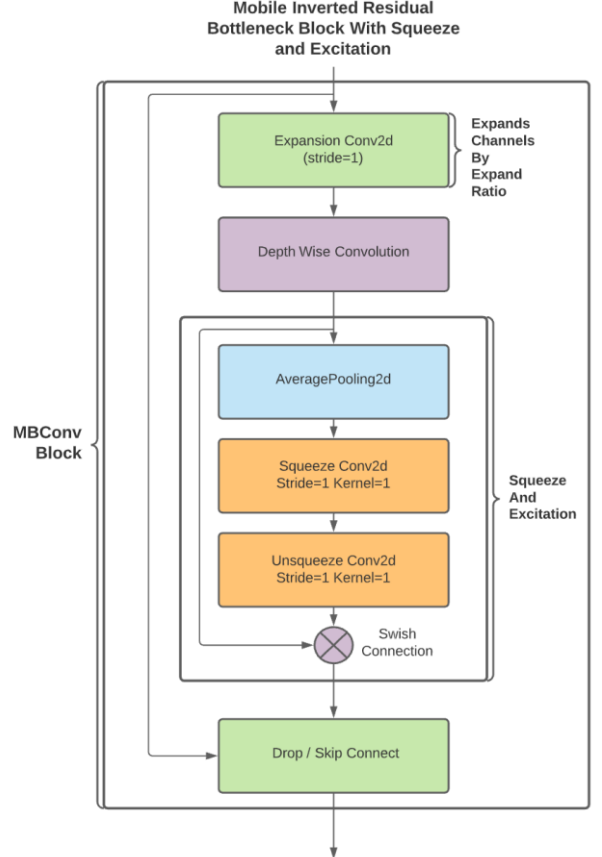 Mobile Inverted Residual
Bottleneck Block With Squeeze
and Excitation
Expansion Conv2d
(stride=1)
Expands
Channels
By
Expand
Ratio
Depth Wise Convolution
AveragePooling2d
MBConv
Block
Squeeze Conv2d
Stride=1 Kernel=1
Squeeze
And
Excitation
Unsqueeze Conv2d
Stride=1 Kernel=1
Swish
Connection
Drop / Skip Connect